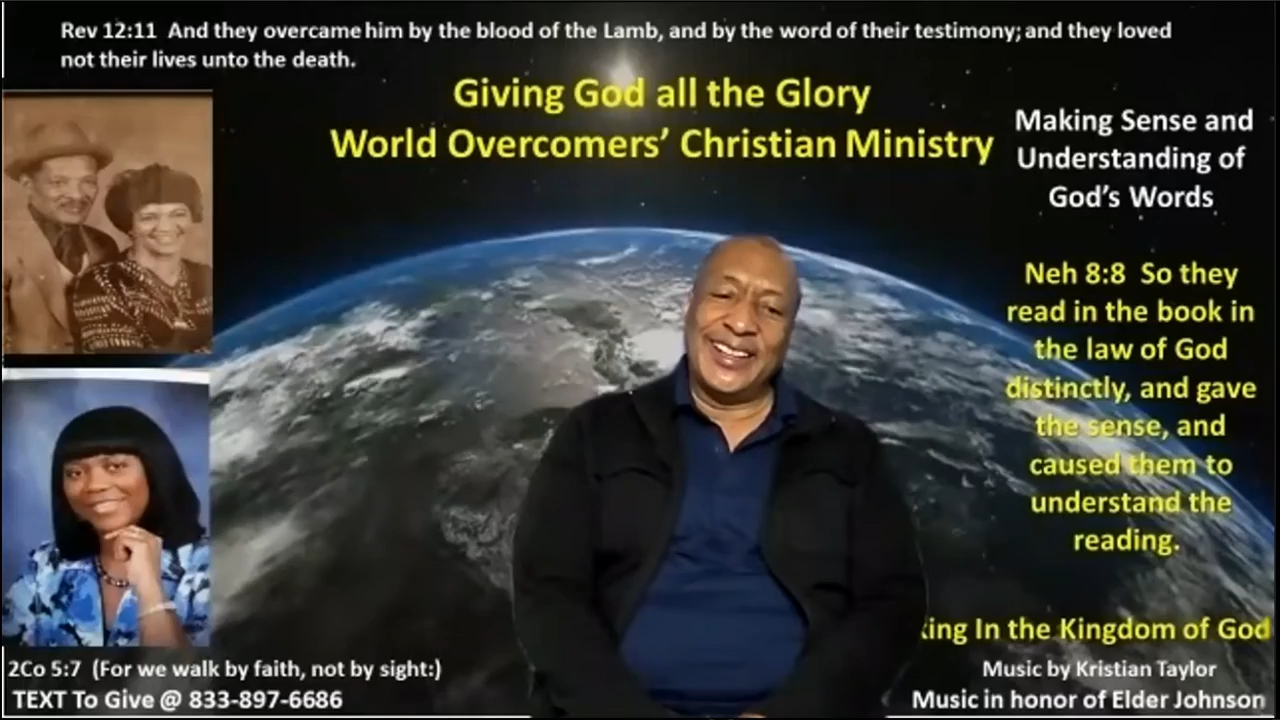 Rev 12:11 And they overcame him by the blood of the Lamb, and by the word of their testimony; and they loved
not their lives unto the death.
Giving God all the Glory
World Overcomers' Christian Ministry
Making Sense and
Understanding of
God's Words
Neh 8:8 So they
read in the book in
the law of God
distinctly, and gave
the sense, and
caused them to
understand the
reading.
ing In the Kingdom of God
2Co 5:7 (For we walk by faith, not by sight:)
TEXT To Give @ 833-897-6686
Music by Kristian Taylor
Music in honor of Elder Johnson